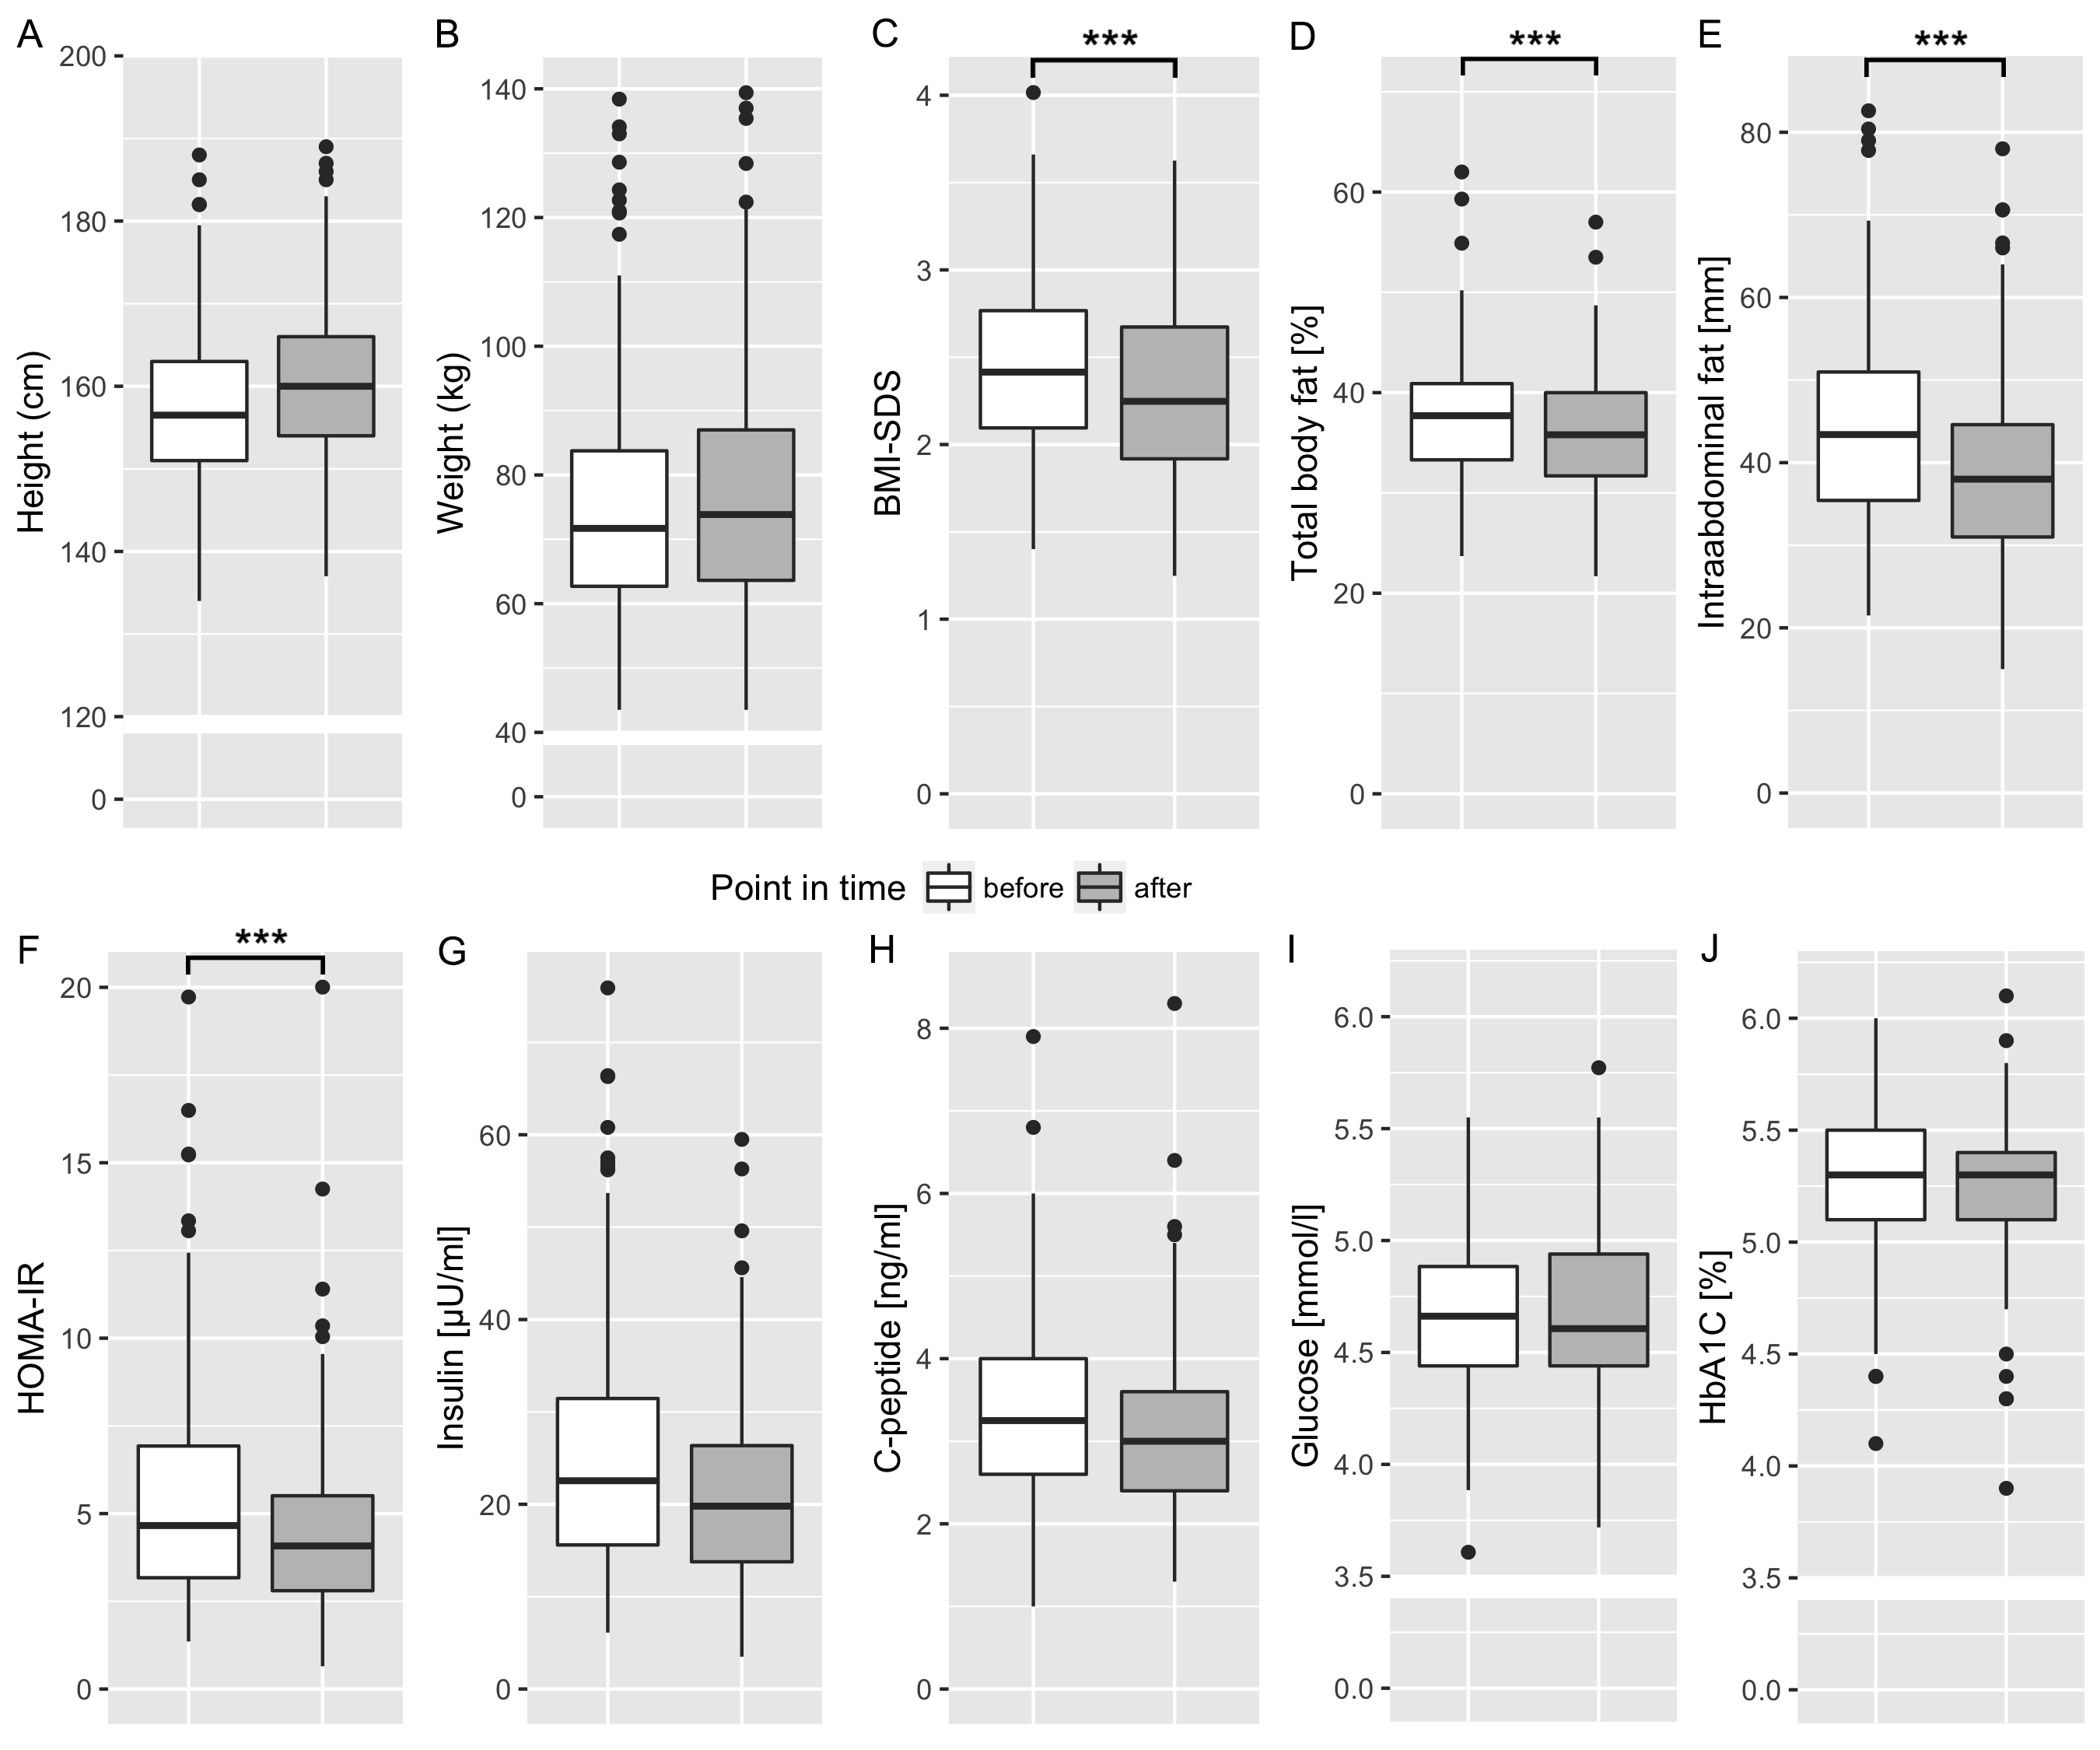 A
Height (cm)
200
180
160
140
120
0
B
Weight (kg)
140
120
100
80
60
40
0
C
***
BMI-SDS
4
3
2
1
0
D
***
Total body fat [%]
60
40
20
0
E
***
Intraabdominal fat [mm]
80
60
40
20
0
Point in time before after
F
***
HOMA-IR
20
15
10
5
0
G
Insulin [µU/ml]
60
40
20
0
H
C-peptide [ng/ml]
8
6
4
2
0
I
Glucose [mmol/l]
6.0
5.5
5.0
4.5
4.0
3.5
0.0
J
HbA1C [%]
6.0
5.5
5.0
4.5
4.0
3.5
0.0